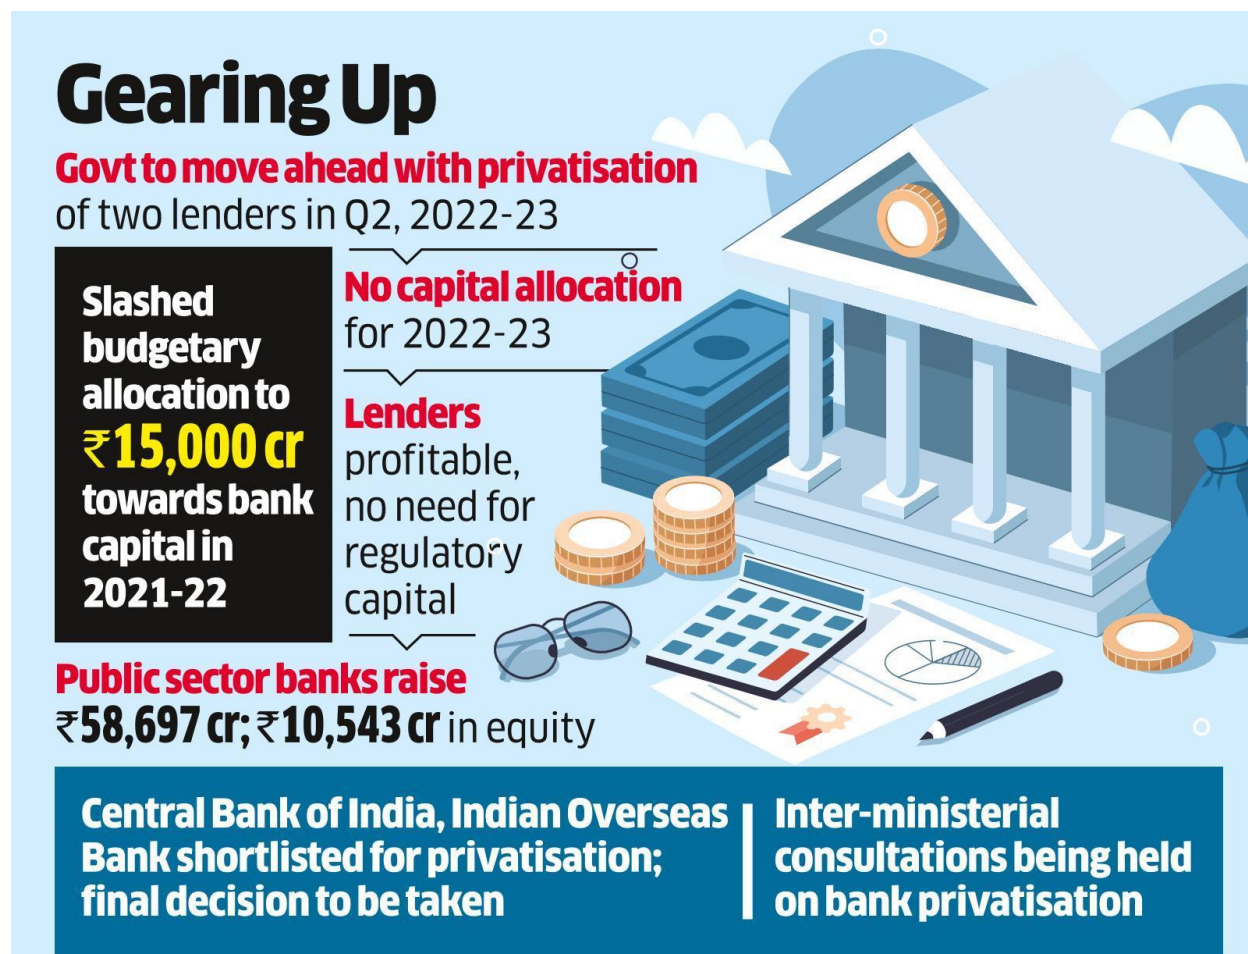 Gearing Up
Govt to move ahead with privatisation
of two lenders in Q2, 2022-23
Slashed
budgetary
allocation to
₹15,000 cr
towards bank
capital in
2021-22
No capital allocation
for 2022-23
Lenders
profitable,
no need for
regulatory
capital
Public sector banks raise
₹58,697 cr; ₹10,543 cr in equity
Central Bank of India, Indian Overseas
Bank shortlisted for privatisation;
final decision to be taken
Inter-ministerial
consultations being held
on bank privatisation